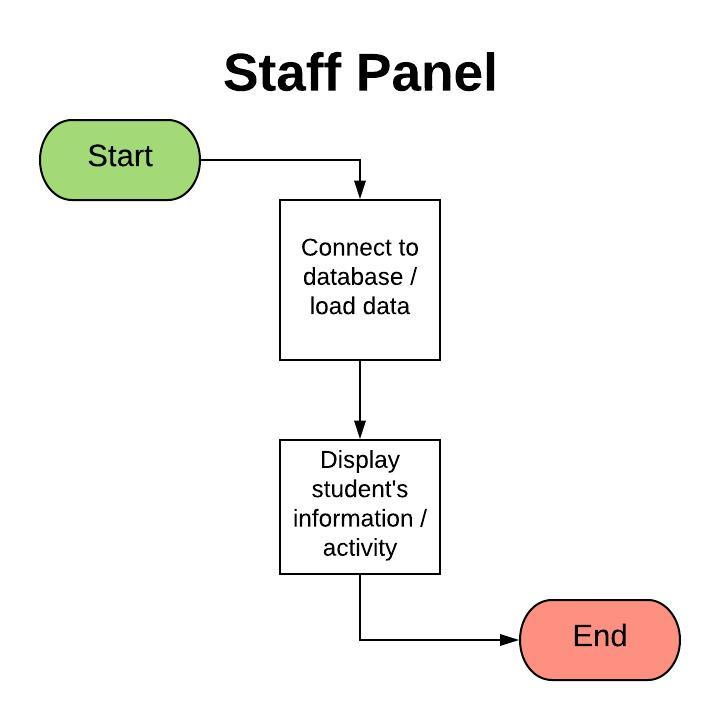 Staff Panel
Start
Connect to
database /
load data
Display
student's
information /
activity
End